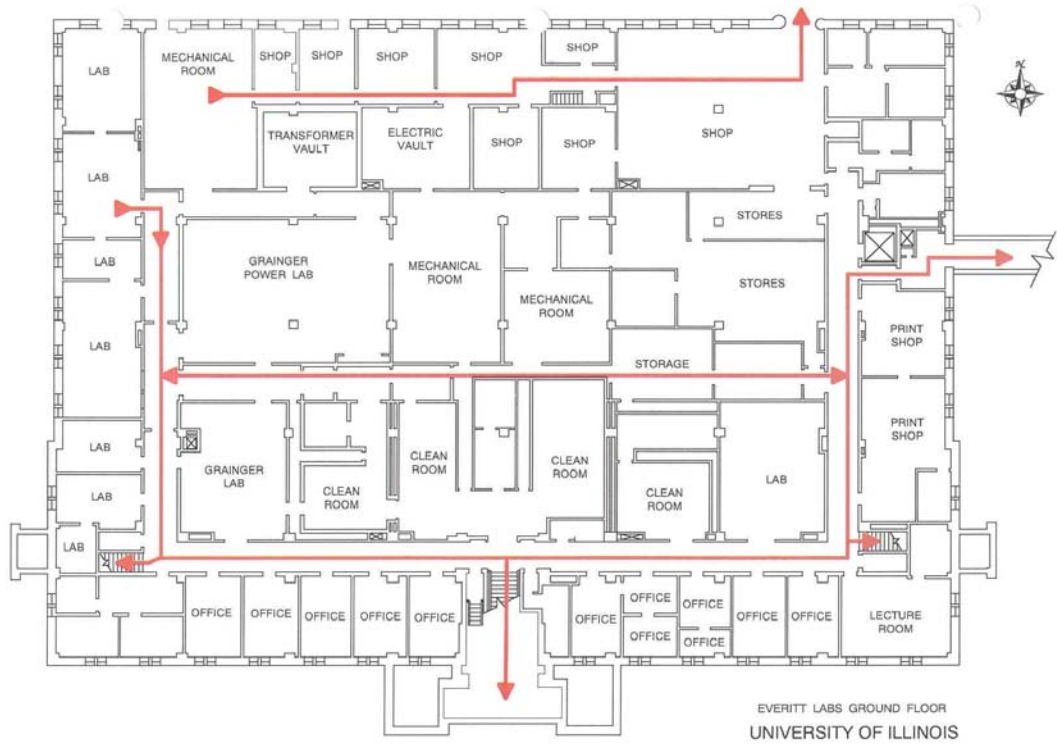 LAB
MECHANICAL
ROOM
SHOP
SHOP
SHOP
SHOP
SHOP
N
TRANSFORMER
VAULT
ELECTRIC
VAULT
SHOP
SHOP
SHOP
LAB
STORES
LAB
GRAINGER
POWER LAB
MECHANICAL
ROOM
MECHANICAL
ROOM
STORES
LAB
PRINT
SHOP
STORAGE
PRINT
SHOP
LAB
GRAINGER
LAB
CLEAN
ROOM
CLEAN
ROOM
CLEAN
ROOM
CLEAN
ROOM
LAB
LAB
LAB
OFFICE
OFFICE
OFFICE
OFFICE
OFFICE
OFFICE
OFFICE
OFFICE
OFFICE
OFFICE
OFFICE
OFFICE
LECTURE
ROOM
EVERITT LABS GROUND FLOOR
UNIVERSITY OF ILLINOIS